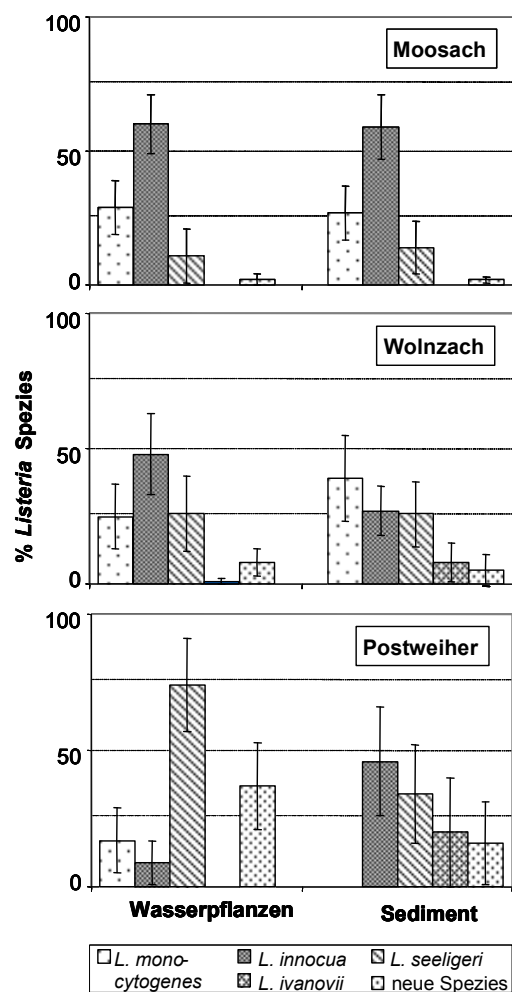 100
Moosach
50
0
100
Wolnzach
50
0
% Listeria Spezies
100
Postweiher
50
0
Wasserpflanzen
Sediment
L. mono-
cytogenes
L. innocua
L. seeligeri
L. ivanovii
neue Spezies